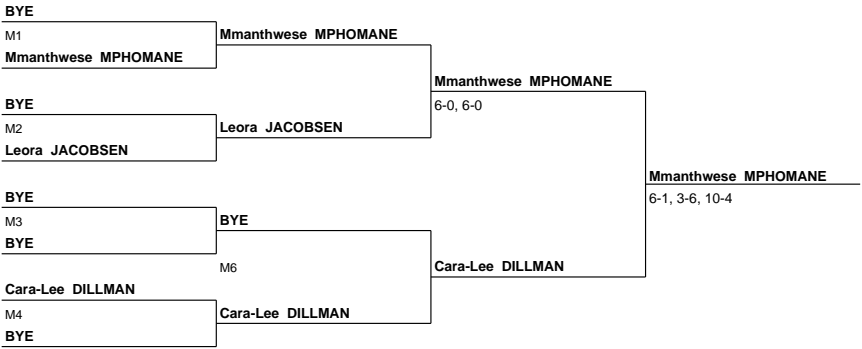 BYE
M1
Mmanthwese MPHOMANE
Mmanthwese MPHOMANE
BYE
M2
Leora JACOBSEN
Leora JACOBSEN
Mmanthwese MPHOMANE
6-0, 6-0
BYE
M3
BYE
BYE
M6
Cara-Lee DILLMAN
M4
BYE
Cara-Lee DILLMAN
Cara-Lee DILLMAN
Mmanthwese MPHOMANE
6-1, 3-6, 10-4